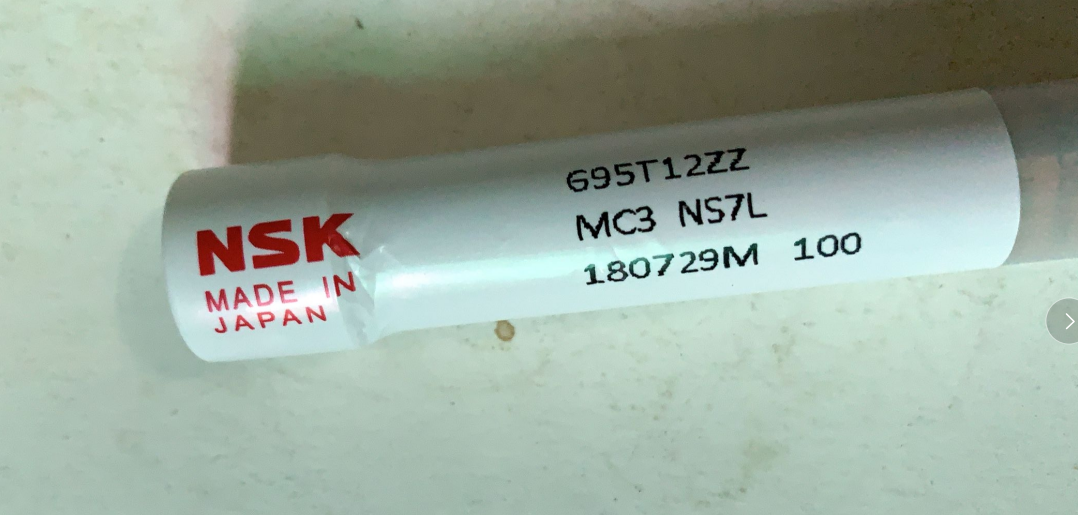 NSK
MADE IN
JAPAN
695T12ZZ
MC3 NS7L
180729M 100